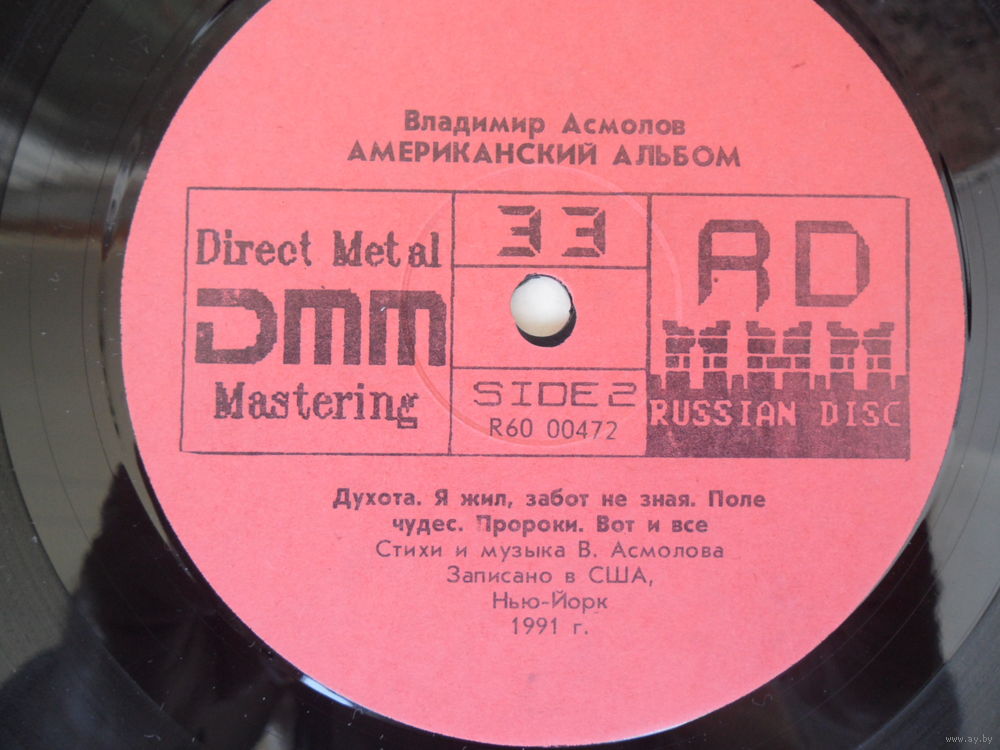 Владимир Асмолов
АМЕРИКАНСКИЙ АЛЬБОМ
Direct Metal
DMM
Mastering
33
SIDE 2
R60 00472
RD
RUSSIAN DISC
Духота. Я жил, забот не зная. Поле
чудес. Пророки. Вот и все
Стихи и музыка В. Асмолова
Записано в США,
Нью-Йорк
1991 г.
www.ay.by